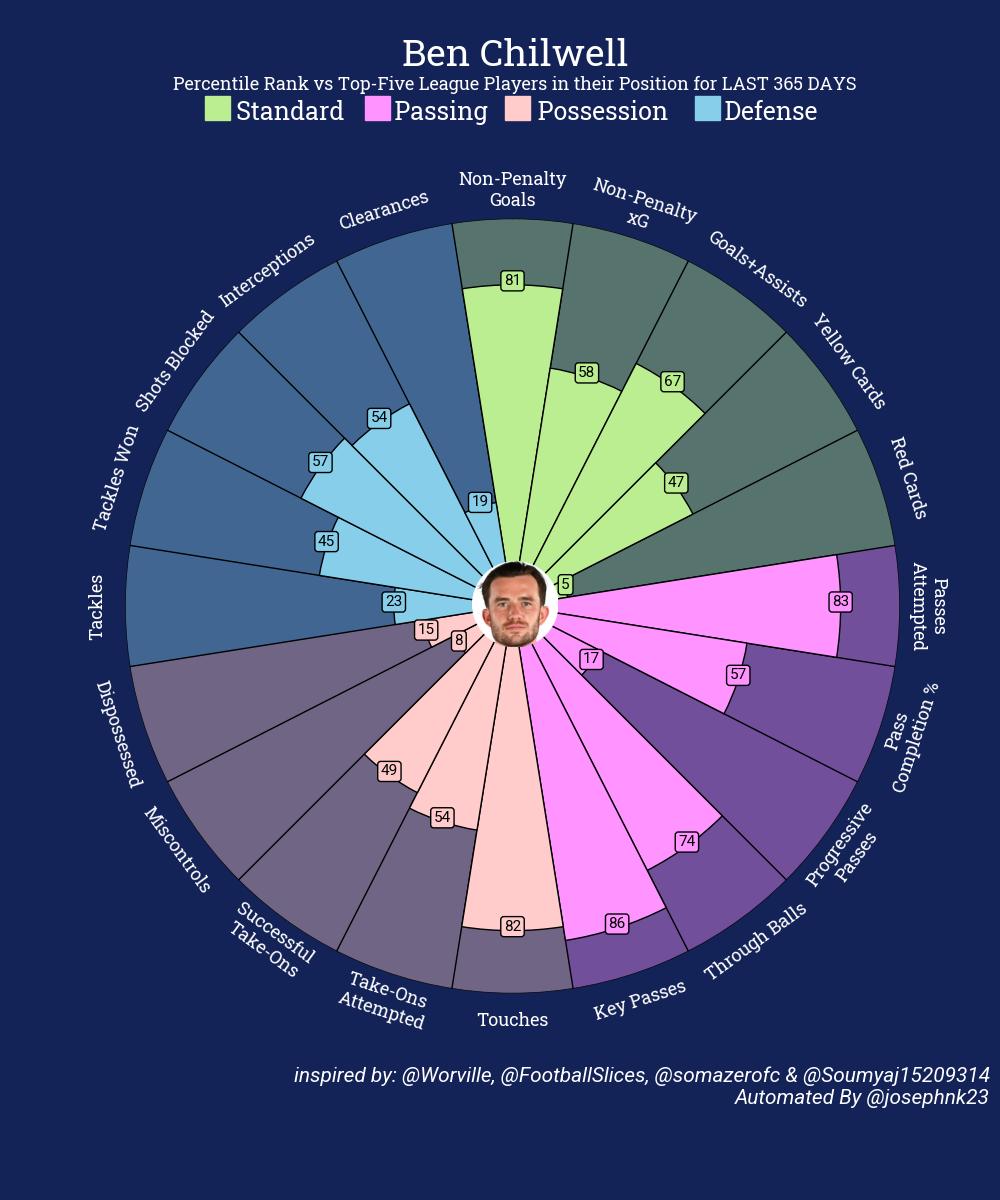 Ben Chilwell
Percentile Rank vs Top-Five League Players in their Position for LAST 365 DAYS
Standard Passing Possession Defense
Non-Penalty
Goals
Non-Penalty
xG
Goals+Assists
Yellow Cards
Red Cards
Passes
Attempted
Pass
Completion %
Progressive
Passes
Through Balls
Key Passes
Touches
Take-Ons
Attempted
Successful
Take-Ons
Miscontrols
Dispossessed
Tackles
Tackles Won
Shots Blocked
Interceptions
Clearances
81
58
67
47
5
83
57
17
74
86
82
54
49
8
15
23
45
57
54
19
inspired by: @Worville, @FootballSlices, @somazerofc & @Soumyaj15209314
Automated By @josephnk23